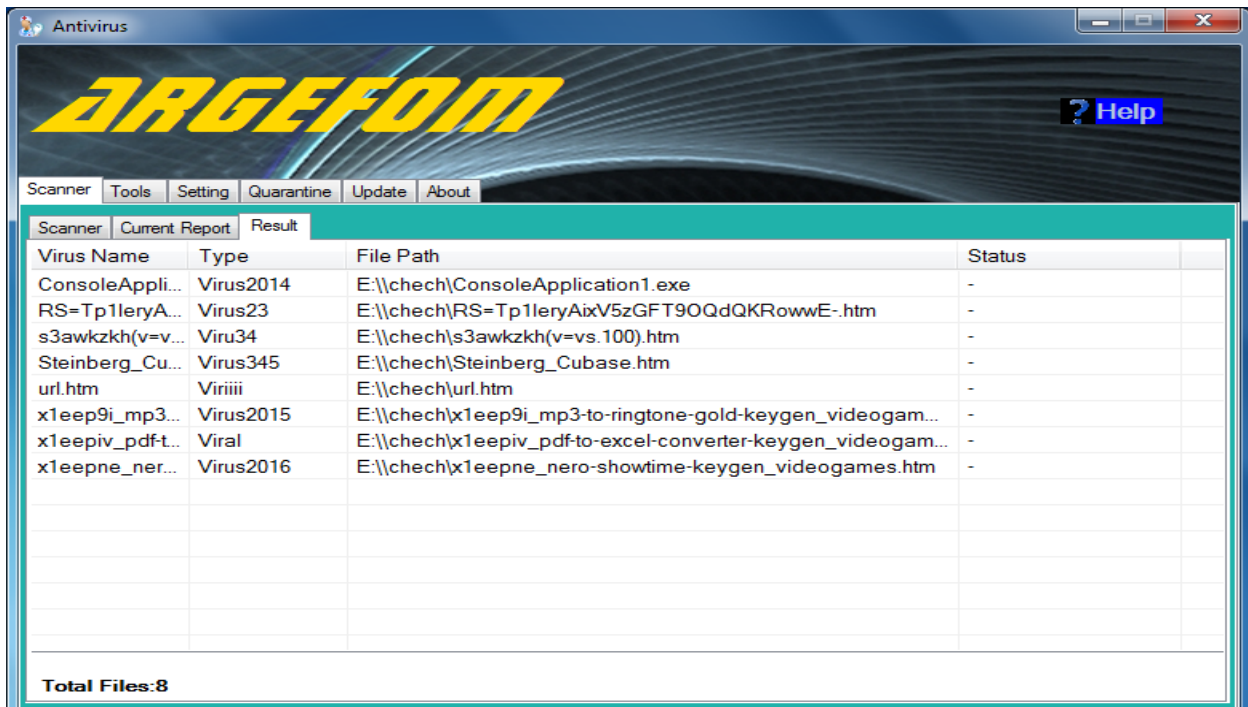 Antivirus
ARGEFOM
? Help
Scanner Tools Setting Quarantine Update About
Scanner Current Report Result
Virus Name Type File Path Status
ConsoleAppli... Virus2014 E:\\chech\ConsoleApplication1.exe -
RS=Tp1IeryA... Virus23 E:\\chech\RS=Tp1IeryAixV5zGFT9OQdQKRowwE-.htm -
s3awkzkh(v=v... Viru34 E:\\chech\s3awkzkh(v=vs.100).htm -
Steinberg_Cu... Virus345 E:\\chech\Steinberg_Cubase.htm -
url.htm Viriiii E:\\chech\url.htm -
x1eep9i_mp3... Virus2015 E:\\chech\x1eep9i_mp3-to-ringtone-gold-keygen_videogam... -
x1eepiv_pdf-t... Viral E:\\chech\x1eepiv_pdf-to-excel-converter-keygen_videogam... -
x1eepne_ner... Virus2016 E:\\chech\x1eepne_nero-showtime-keygen_videogames.htm -
Total Files:8